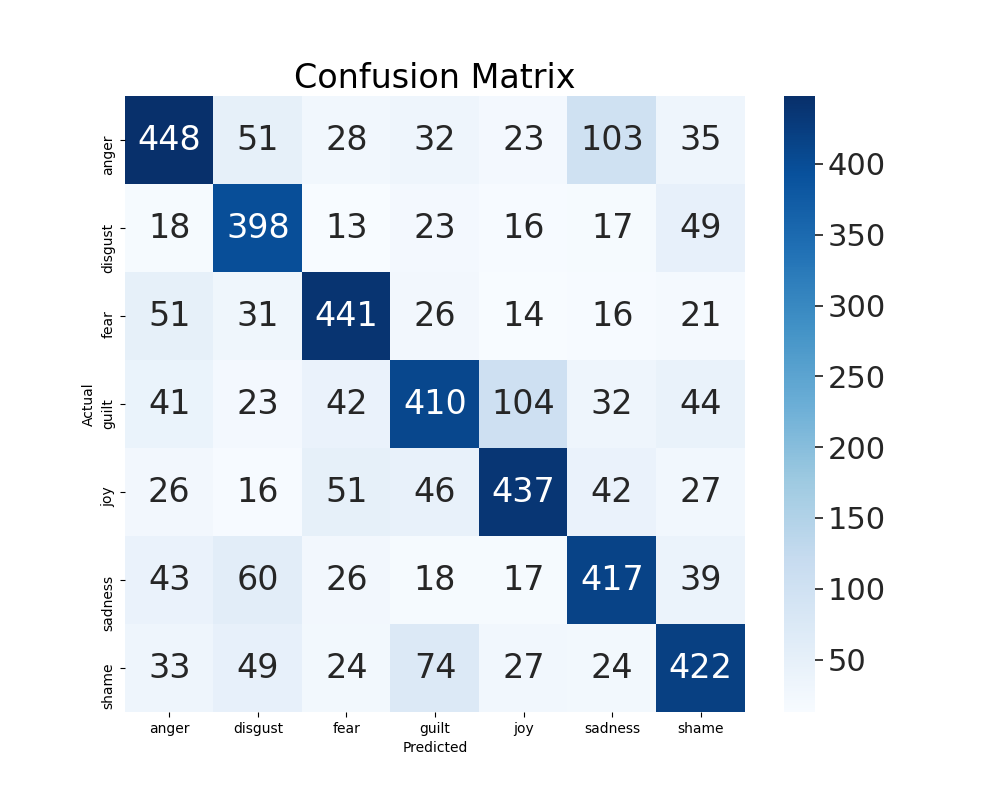 Confusion Matrix
anger 448 51 28 32 23 103 35
disgust 18 398 13 23 16 17 49
fear 51 31 441 26 14 16 21
Actual
guilt 41 23 42 410 104 32 44
joy 26 16 51 46 437 42 27
sadness 43 60 26 18 17 417 39
shame 33 49 24 74 27 24 422
anger disgust fear guilt joy sadness shame
Predicted
400
350
300
250
200
150
100
50